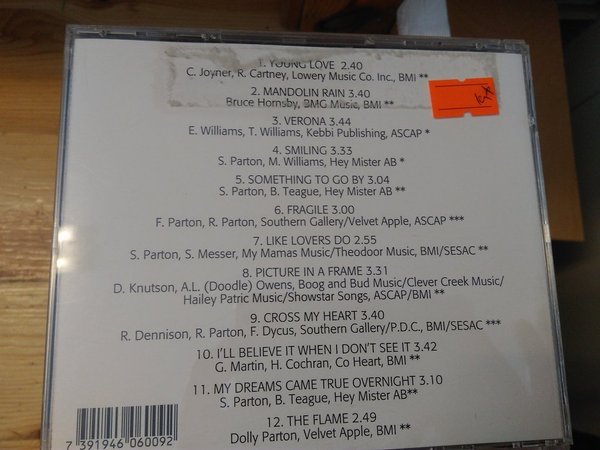 1. YOUNG LOVE 2.40
C. Joyner, R. Cartney, Lowery Music Co. Inc., BMI **
2. MANDOLIN RAIN 3.40
Bruce Hornsby, BMG Music, BMI **
3. VERONA 3.44
E. Williams, T. Williams, Kebbi Publishing, ASCAP *
4. SMILING 3.33
S. Parton, M. Williams, Hey Mister AB *
5. SOMETHING TO GO BY 3.04
S. Parton, B. Teague, Hey Mister AB **
6. FRAGILE 3.00
F. Parton, R. Parton, Southern Gallery/Velvet Apple, ASCAP ***
7. LIKE LOVERS DO 2.55
S. Parton, S. Messer, My Mamas Music/Theodoor Music, BMI/SESAC **
8. PICTURE IN A FRAME 3.31
D. Knutson, A.L. (Doodle) Owens, Boog and Bud Music/Clever Creek Music/
Hailey Patric Music/Showstar Songs, ASCAP/BMI **
9. CROSS MY HEART 3.40
R. Dennison, R. Parton, F. Dycus, Southern Gallery/P.D.C., BMI/SESAC ***
10. I'LL BELIEVE IT WHEN I DON'T SEE IT 3.42
G. Martin, H. Cochran, Co Heart, BMI **
11. MY DREAMS CAME TRUE OVERNIGHT 3.10
S. Parton, B. Teague, Hey Mister AB**
12. THE FLAME 2.49
Dolly Parton, Velvet Apple, BMI **
7 391946 060092